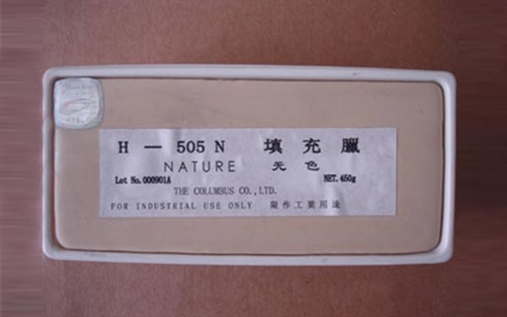 H — 505 N 填充臘
NATURE 无色
Lot No.000901A NET.450g
THE COLUMBUS CO.,LTD.
FOR INDUSTRIAL USE ONLY 限作工業用途